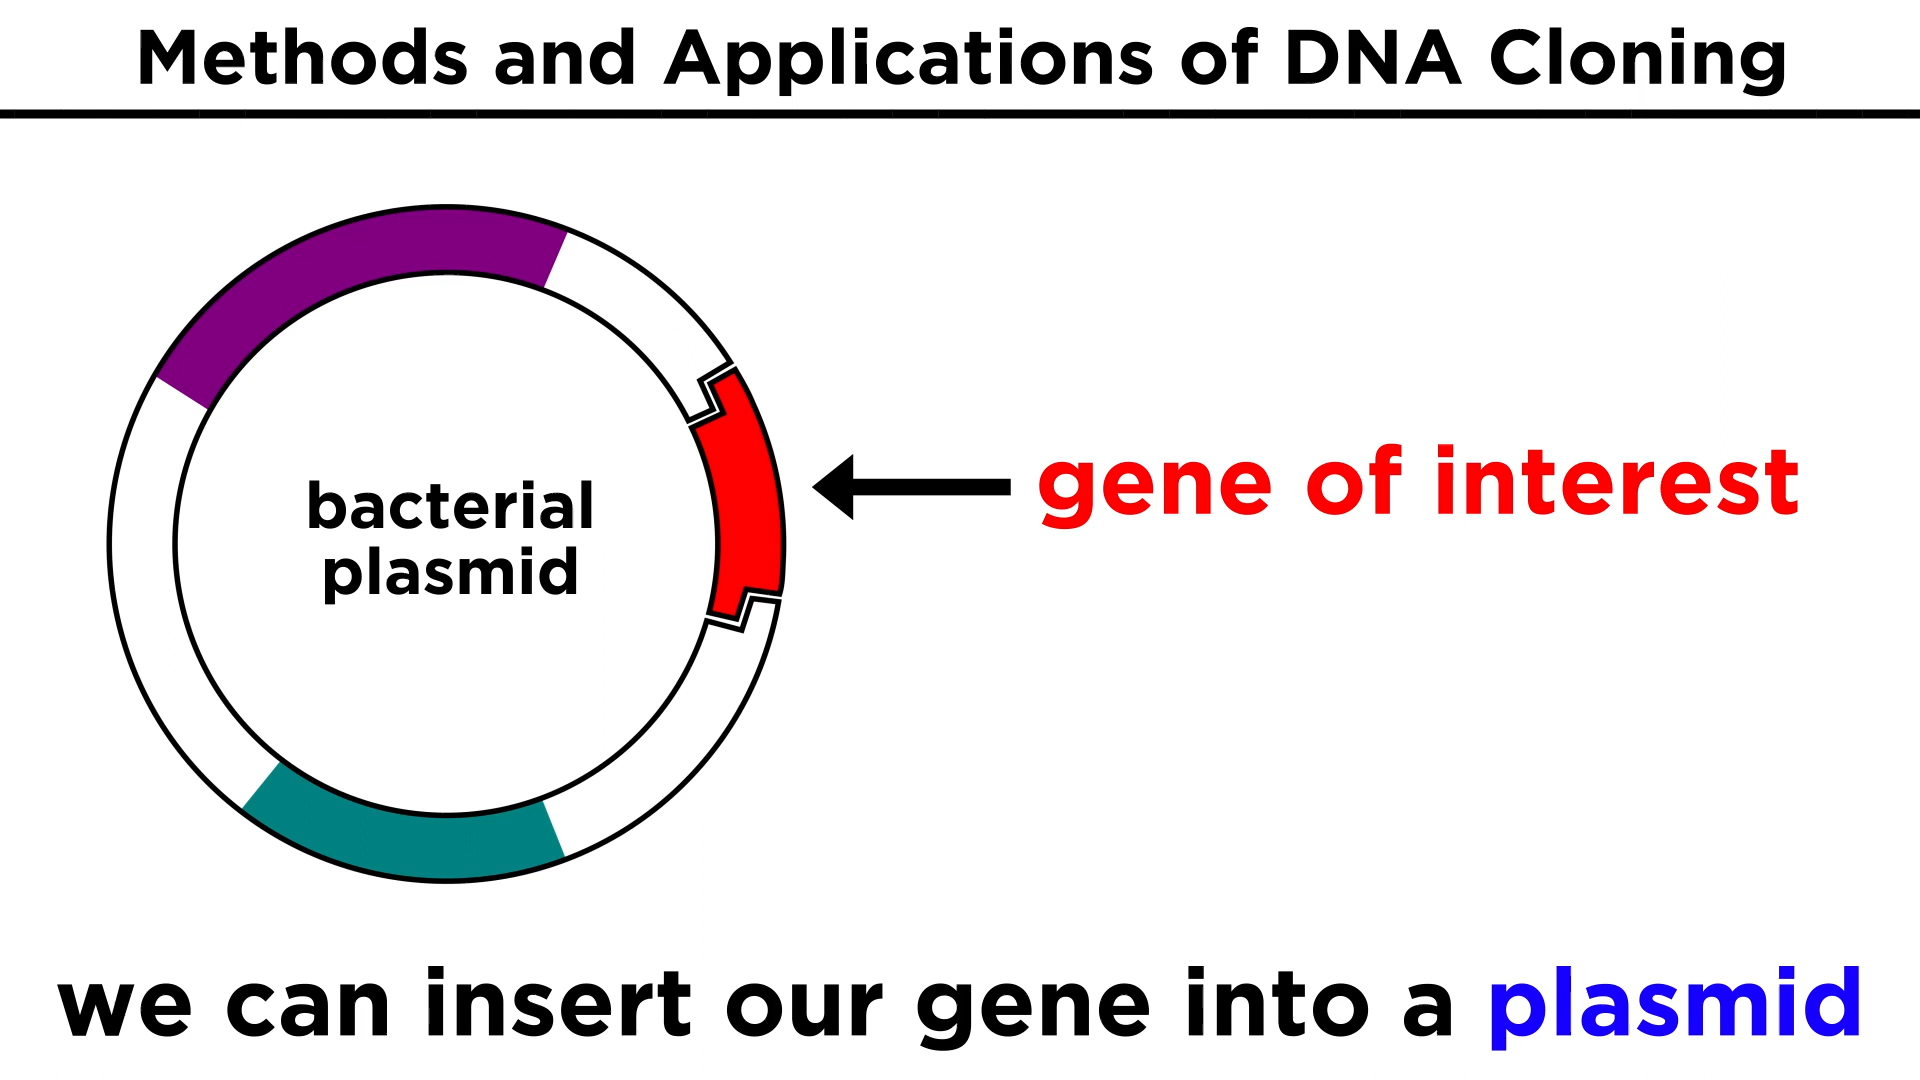 Methods and Applications of DNA Cloning
bacterial
plasmid
gene of interest
we can insert our gene into a plasmid